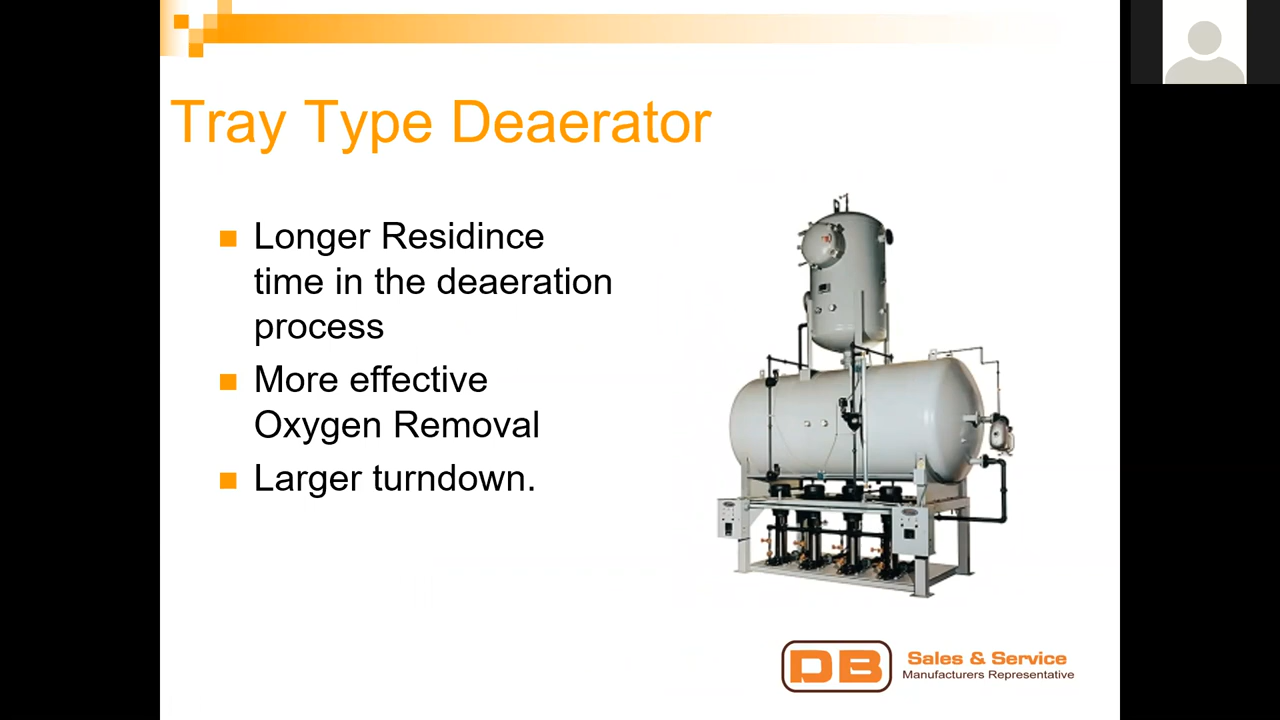 Tray Type Deaerator
Longer Residince
time in the deaeration
process
More effective
Oxygen Removal
Larger turndown.
DB
Sales & Service
Manufacturers Representative